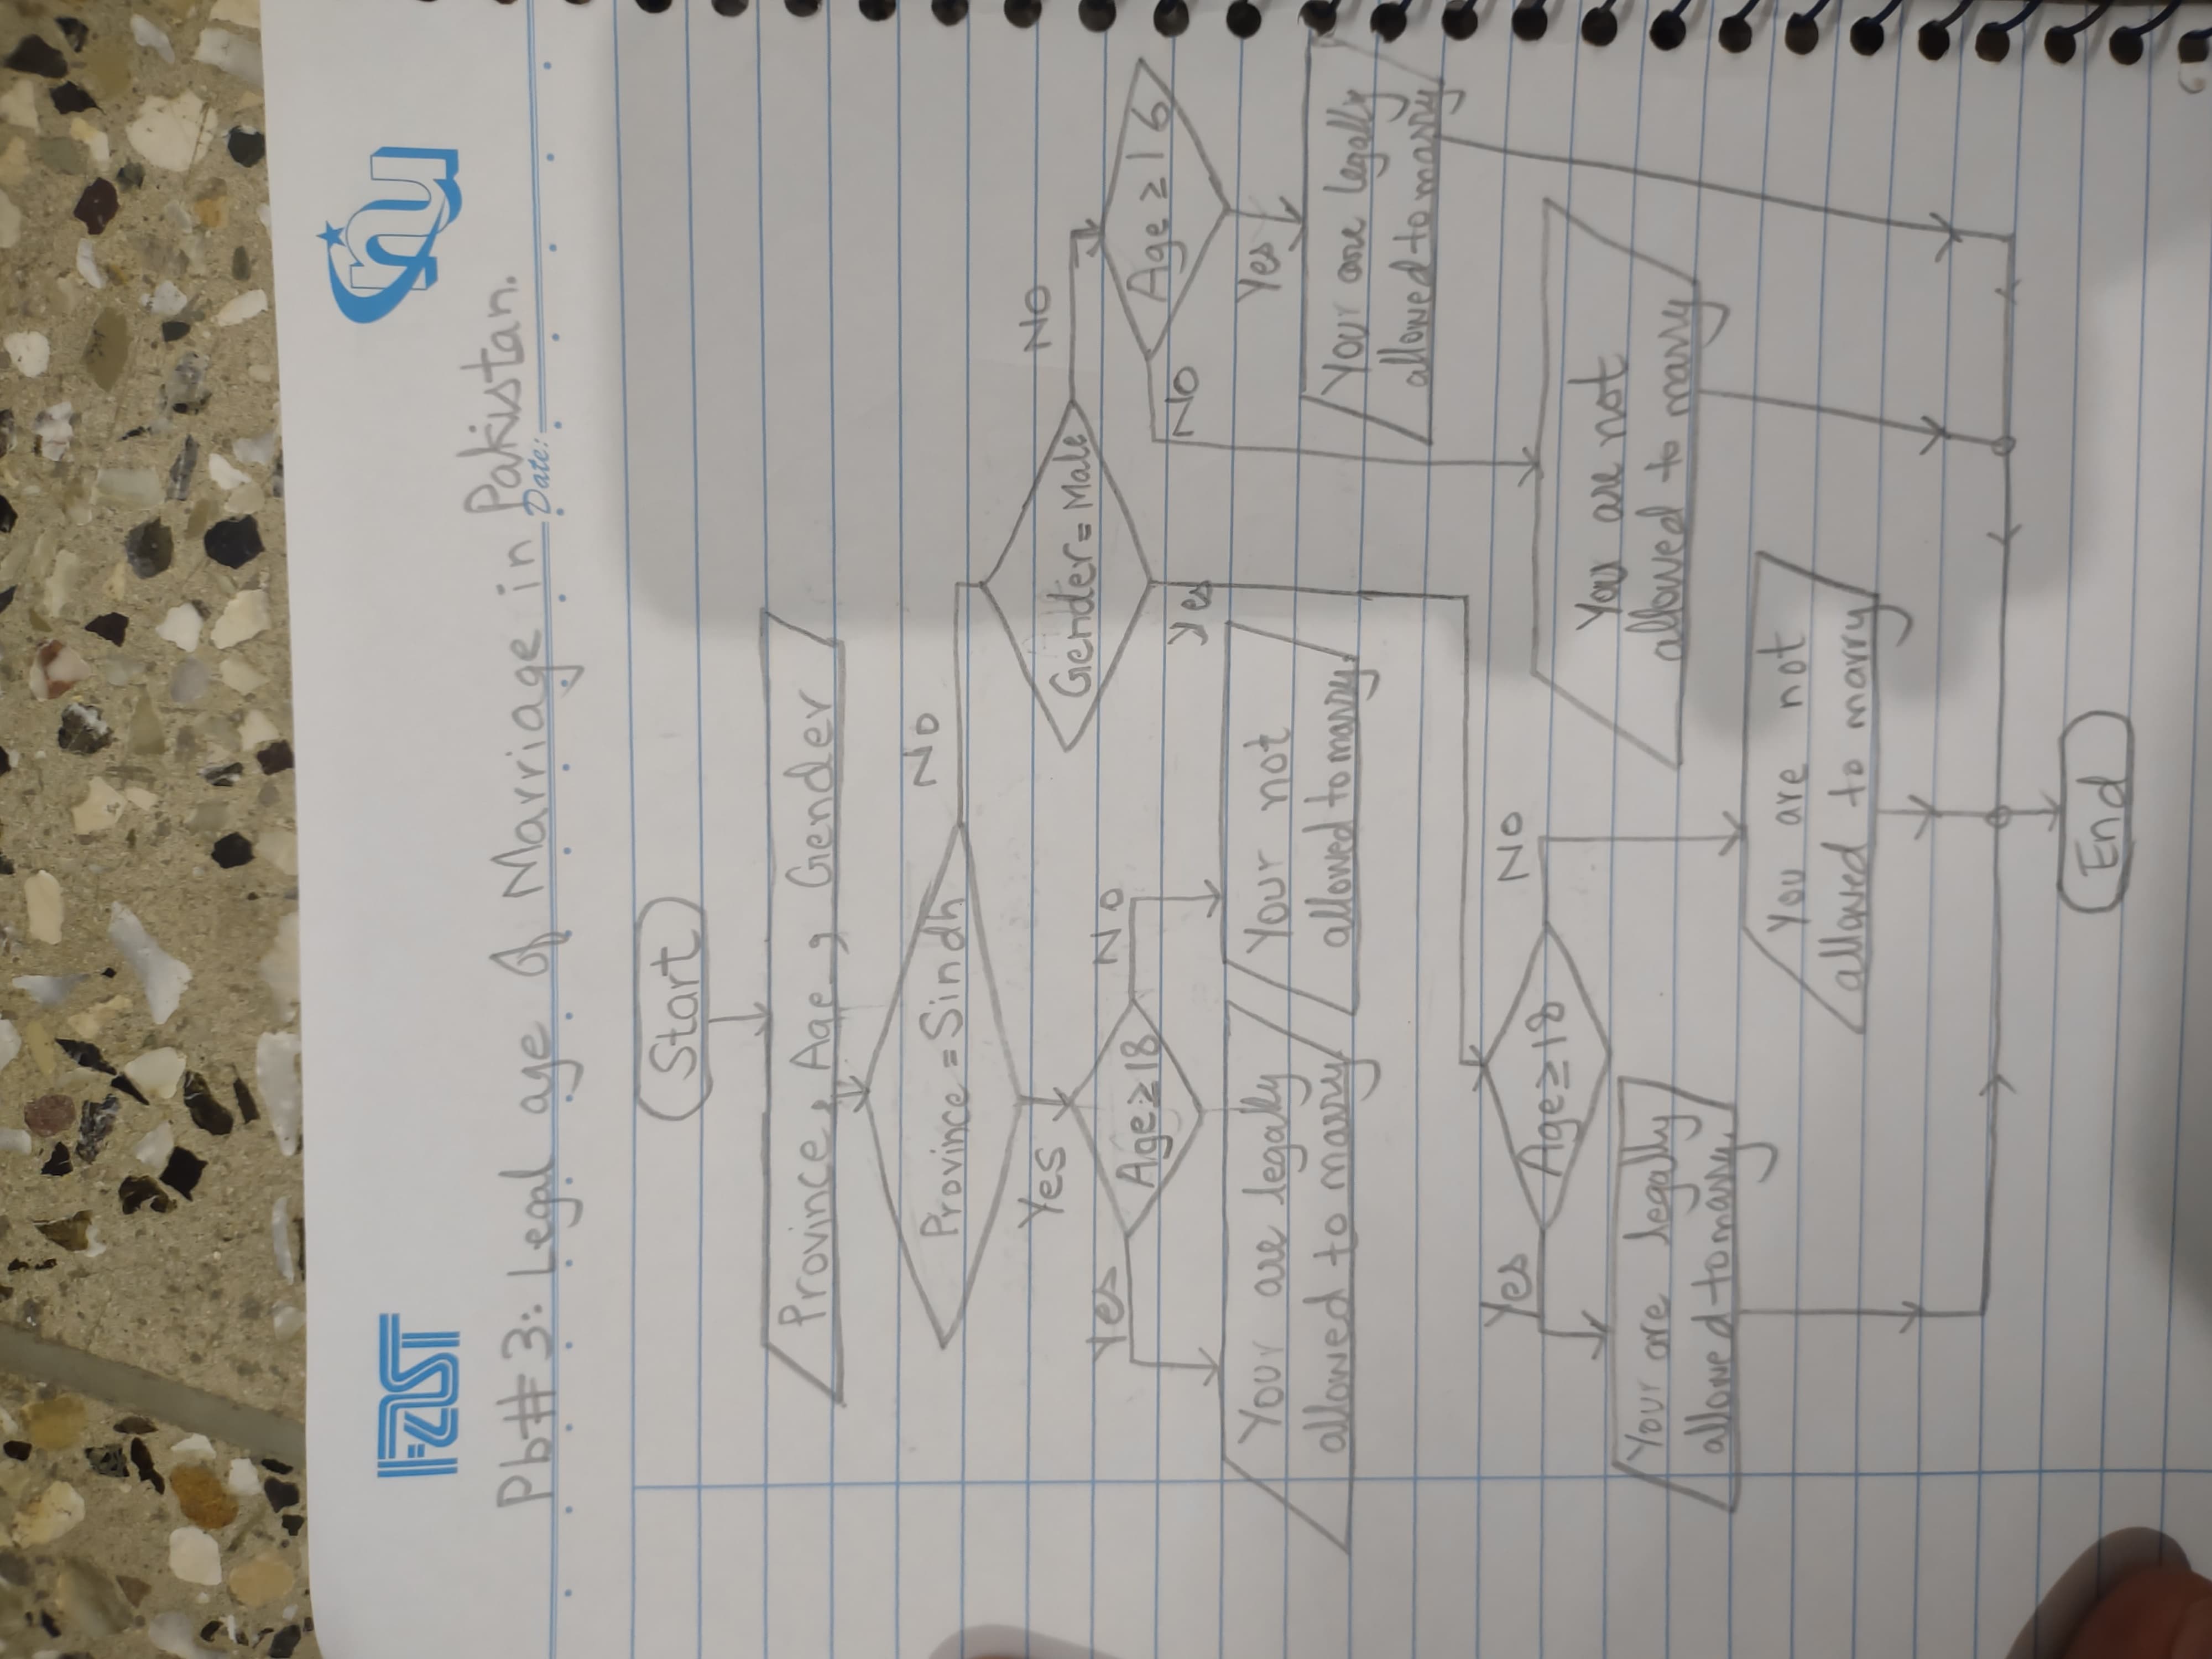 FAST
nu
Pb# 3: Legal age of Marriage in Pakistan.
Date:
Start
Province, Age, Gender
Province = Sindh
No
Yes
Gender = Male
No
Yes
Age ≥ 18
No
Age ≥ 16
No
Yes
Yes
Your are legally
allowed to marry.
Your not
allowed to marry.
Your are legally
allowed to marry
Yes
Age ≥ 18
No
You are not
allowed to marry
Your are legally
allowed to marry.
You are not
allowed to marry
End